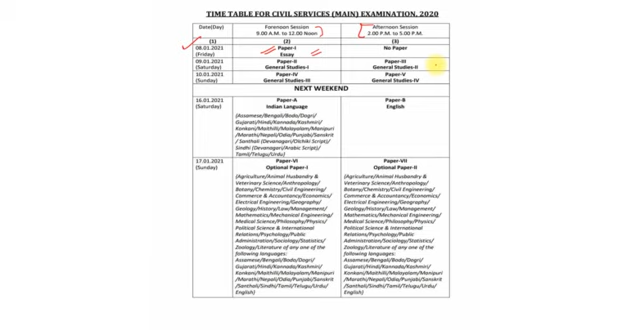 TIME TABLE FOR CIVIL SERVICES (MAIN) EXAMINATION, 2020
Date(Day) Forenoon Session Afternoon Session
9.00 A.M. to 12.00 Noon 2.00 P.M. to 5.00 P.M.
(1) (2) (3)
08.01.2021 Paper-I No Paper
(Friday) Essay
09.01.2021 Paper-II Paper-III
(Saturday) General Studies-I General Studies-II
10.01.2021 Paper-IV Paper-V
(Sunday) General Studies-III General Studies-IV
NEXT WEEKEND
16.01.2021 Paper-A Paper-B
(Saturday) Indian Language English
(Assamese/Bengali/Bodo/Dogri/
Gujarati/Hindi/Kannada/Kashmiri/
Konkani/Maithili/Malayalam/Manipuri
/Marathi/Nepali/Odia/Punjabi/Sanskrit
/Santhali (Devanagari/Olchiki Script)/
Sindhi (Devanagari/Arabic Script)/
Tamil/Telugu/Urdu)
17.01.2021 Paper-VI Paper-VII
(Sunday) Optional Paper-I Optional Paper-II
(Agriculture/Animal Husbandry &
Veterinary Science/Anthropology/
Botany/Chemistry/Civil Engineering/
Commerce & Accountancy/Economics/
Electrical Engineering/Geography
Geology/History/Law/Management/
Mathematics/Mechanical Engineering
/Medical Science/Philosophy/Physics/
Political Science & International
Relations/Psychology/Public
Administration/Sociology/Statistics/
Zoology/Literature of any one of the
following languages:
Assamese/Bengali/Bodo/Dogri/
Gujarati/Hindi/Kannada/Kashmiri/
Konkani/Maithilli/Malayalam/Manipuri
/Marathi/Nepali/Odia/Punjabi/Sanskrit
/Santhali/Sindhi/Tamil/Telugu/Urdu/
English)
(Agriculture/Animal Husbandry &
Veterinary Science/Anthropology/
Botany/Chemistry/Civil Engineering/
Commerce & Accountancy/Economics/
Electrical Engineering/Geography
Geology/History/Law/Management/
Mathematics/Mechanical Engineering
/Medical Science/Philosophy/Physics/
Political Science & International
Relations/Psychology/Public
Administration/Sociology/Statistics/
Zoology/Literature of any one of the
following languages:
Assamese/Bengali/Bodo/Dogri/
Gujarati/Hindi/Kannada/Kashmiri/
Konkani/Maithilli/Malayalam/Manipuri
/Marathi/Nepali/Odia/Punjabi/Sanskrit
/Santhali/Sindhi/Tamil/Telugu/Urdu/
English)